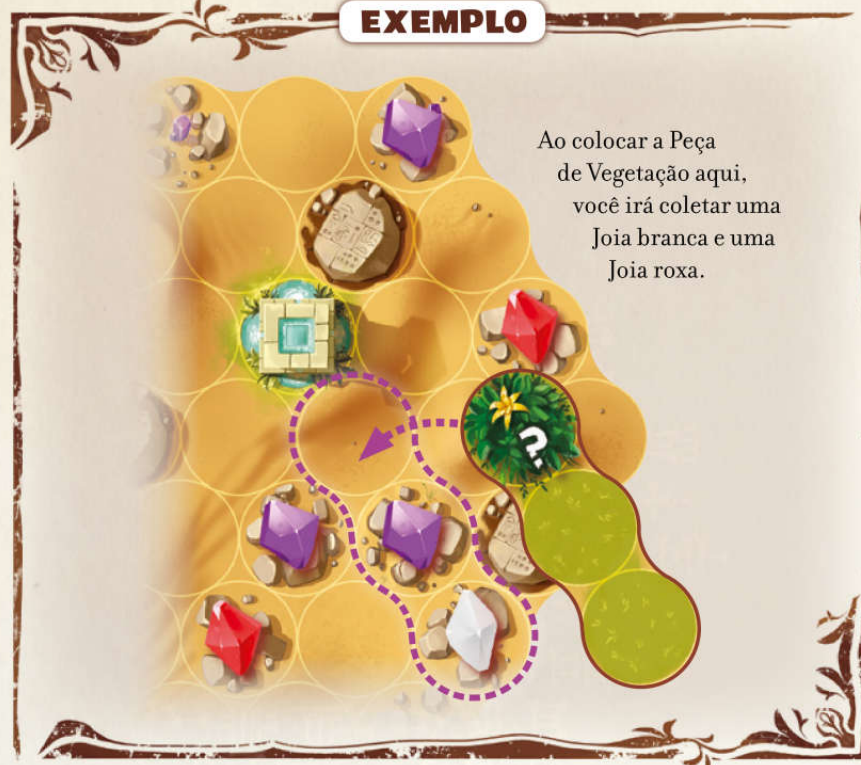 EXEMPLO
Ao colocar a Peça
de Vegetação aqui,
você irá coletar uma
Joia branca e uma
Joia roxa.
?